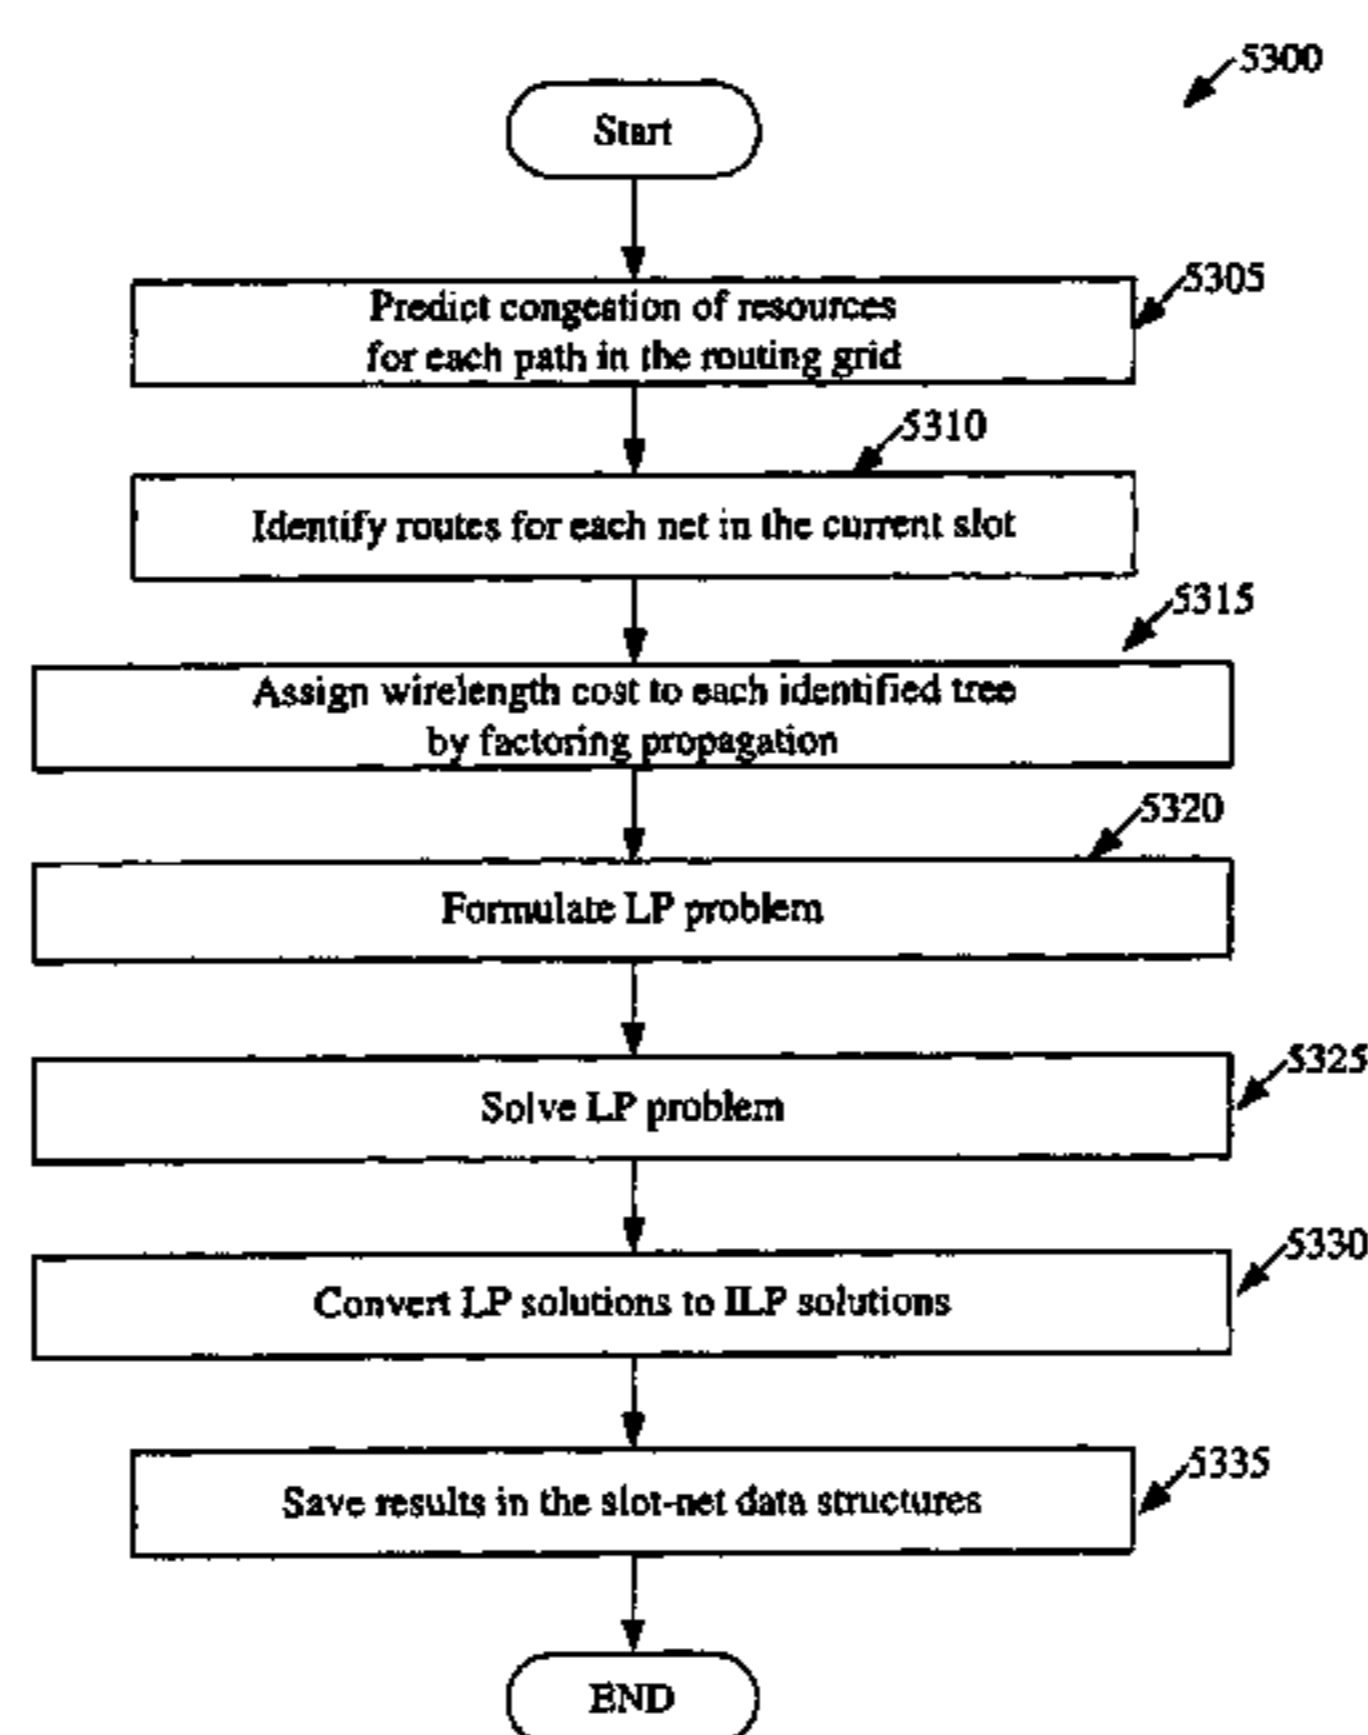 5300
Start
5305
Predict congestion of resources
for each path in the routing grid
5310
Identify routes for each net in the current slot
5315
Assign wirelength cost to each identified tree
by factoring propagation
5320
Formulate LP problem
5325
Solve LP problem
5330
Convert LP solutions to ILP solutions
5335
Save results in the slot-net data structures
END